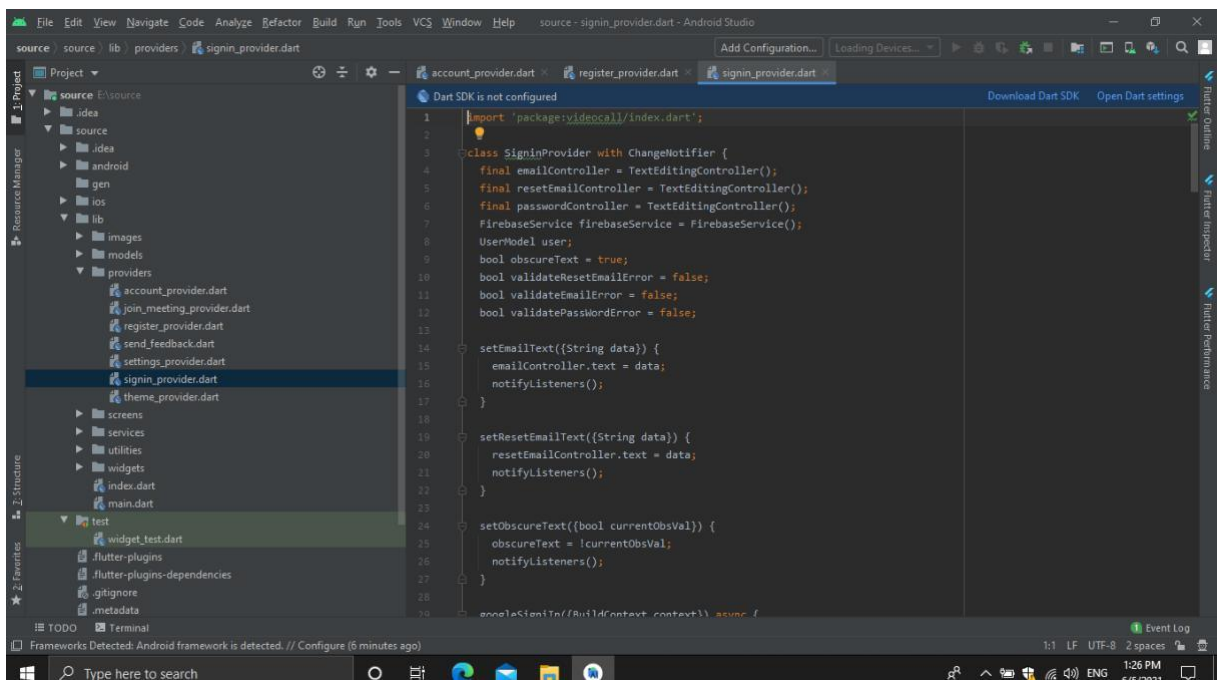 File Edit View Navigate Code Analyze Refactor Build Run Tools VCS Window Help source - signin_provider.dart - Android Studio
source source lib providers signin_provider.dart Add Configuration... Loading Devices...
Project account_provider.dart register_provider.dart signin_provider.dart
1: Project
Resource Manager
2: Structure
2: Favorites
source E:\source
.idea
source
.idea
android
gen
ios
lib
images
models
providers
account_provider.dart
join_meeting_provider.dart
register_provider.dart
send_feedback.dart
settings_provider.dart
signin_provider.dart
theme_provider.dart
screens
services
utilities
widgets
index.dart
main.dart
test
widget_test.dart
.flutter-plugins
.flutter-plugins-dependencies
.gitignore
.metadata
Dart SDK is not configured Download Dart SDK Open Dart settings
1 import 'package:videocall/index.dart';
2
3 class SigninProvider with ChangeNotifier {
4 final emailController = TextEditingController();
5 final resetEmailController = TextEditingController();
6 final passwordController = TextEditingController();
7 FirebaseService firebaseService = FirebaseService();
8 UserModel user;
9 bool obscureText = true;
10 bool validateResetEmailError = false;
11 bool validateEmailError = false;
12 bool validatePassWordError = false;
13
14 setEmailText({String data}) {
15 emailController.text = data;
16 notifyListeners();
17 }
18
19 setResetEmailText({String data}) {
20 resetEmailController.text = data;
21 notifyListeners();
22 }
23
24 setObscureText({bool currentObsVal}) {
25 obscureText = !currentObsVal;
26 notifyListeners();
27 }
28
29 googleSigniIn({BuildContext context}) async {
Flutter Outline
Flutter Inspector
Flutter Performance
TODO Terminal 1 Event Log
Frameworks Detected: Android framework is detected. // Configure (6 minutes ago) 1:1 LF UTF-8 2 spaces
Type here to search ENG 1:26 PM